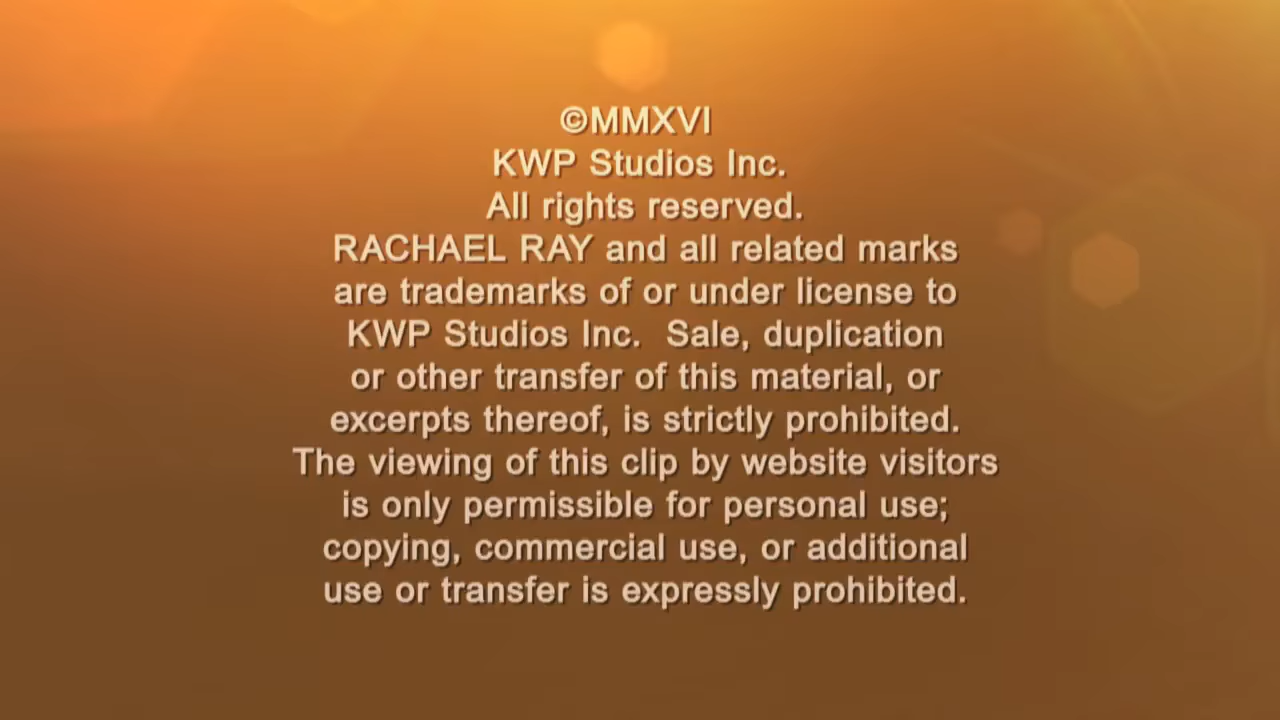 ©MMXVI
KWP Studios Inc.
All rights reserved.
RACHAEL RAY and all related marks
are trademarks of or under license to
KWP Studios Inc.  Sale, duplication
or other transfer of this material, or
excerpts thereof, is strictly prohibited.
The viewing of this clip by website visitors
is only permissible for personal use;
copying, commercial use, or additional
use or transfer is expressly prohibited.